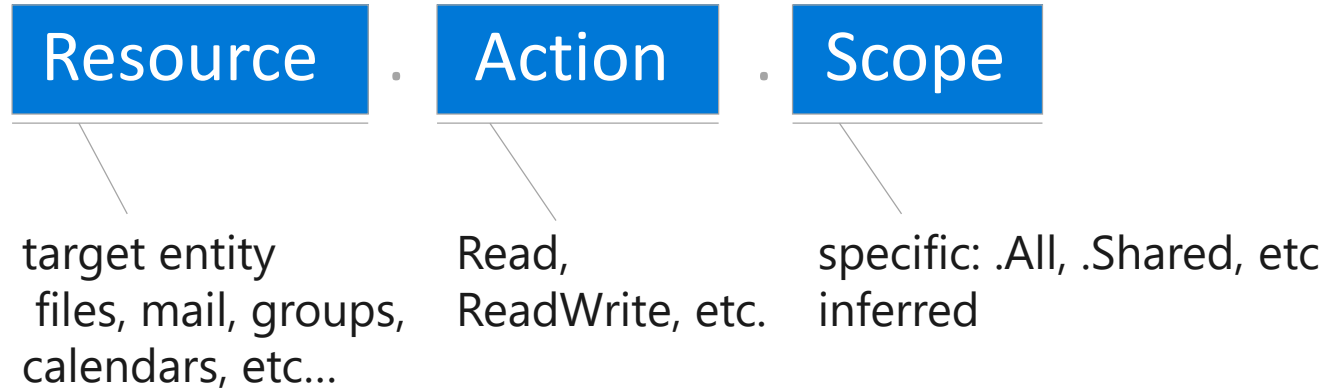 Resource . Action . Scope
target entity
files, mail, groups,
calendars, etc...
Read,
ReadWrite, etc.
specific: .All, .Shared, etc
inferred